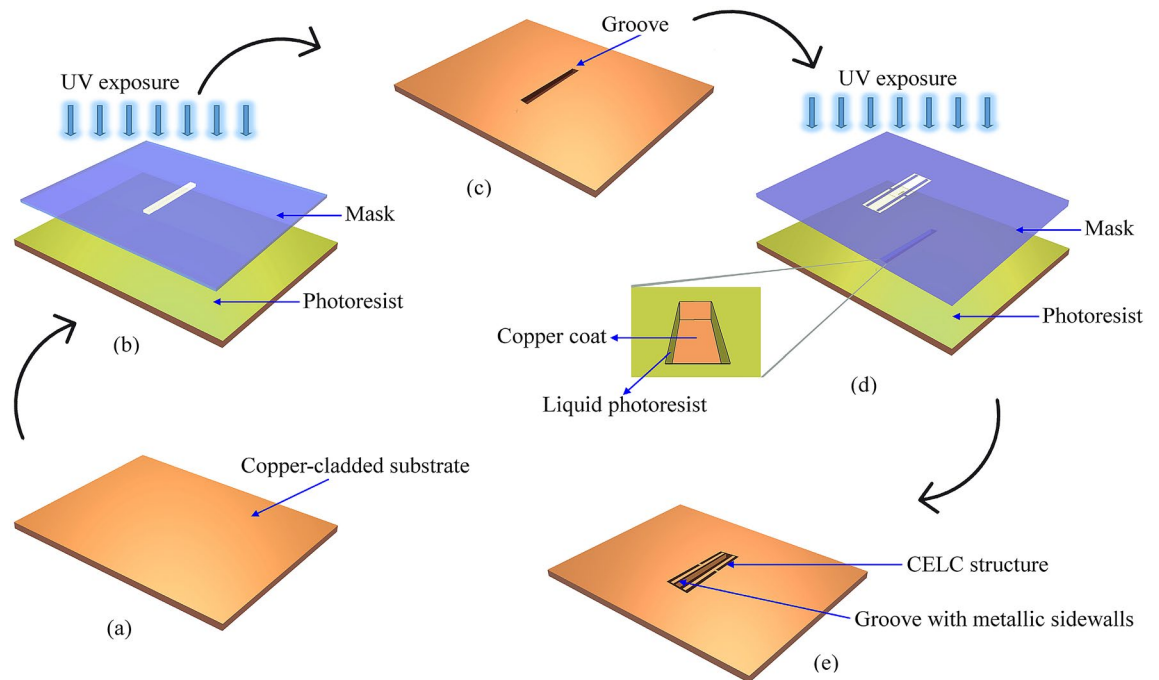 Groove
UV exposure
UV exposure
(c)
Mask
Mask
Photoresist
Photoresist
(b)
Copper coat
(d)
Liquid photoresist
Copper-cladded substrate
CELC structure
Groove with metallic sidewalls
(a)
(e)